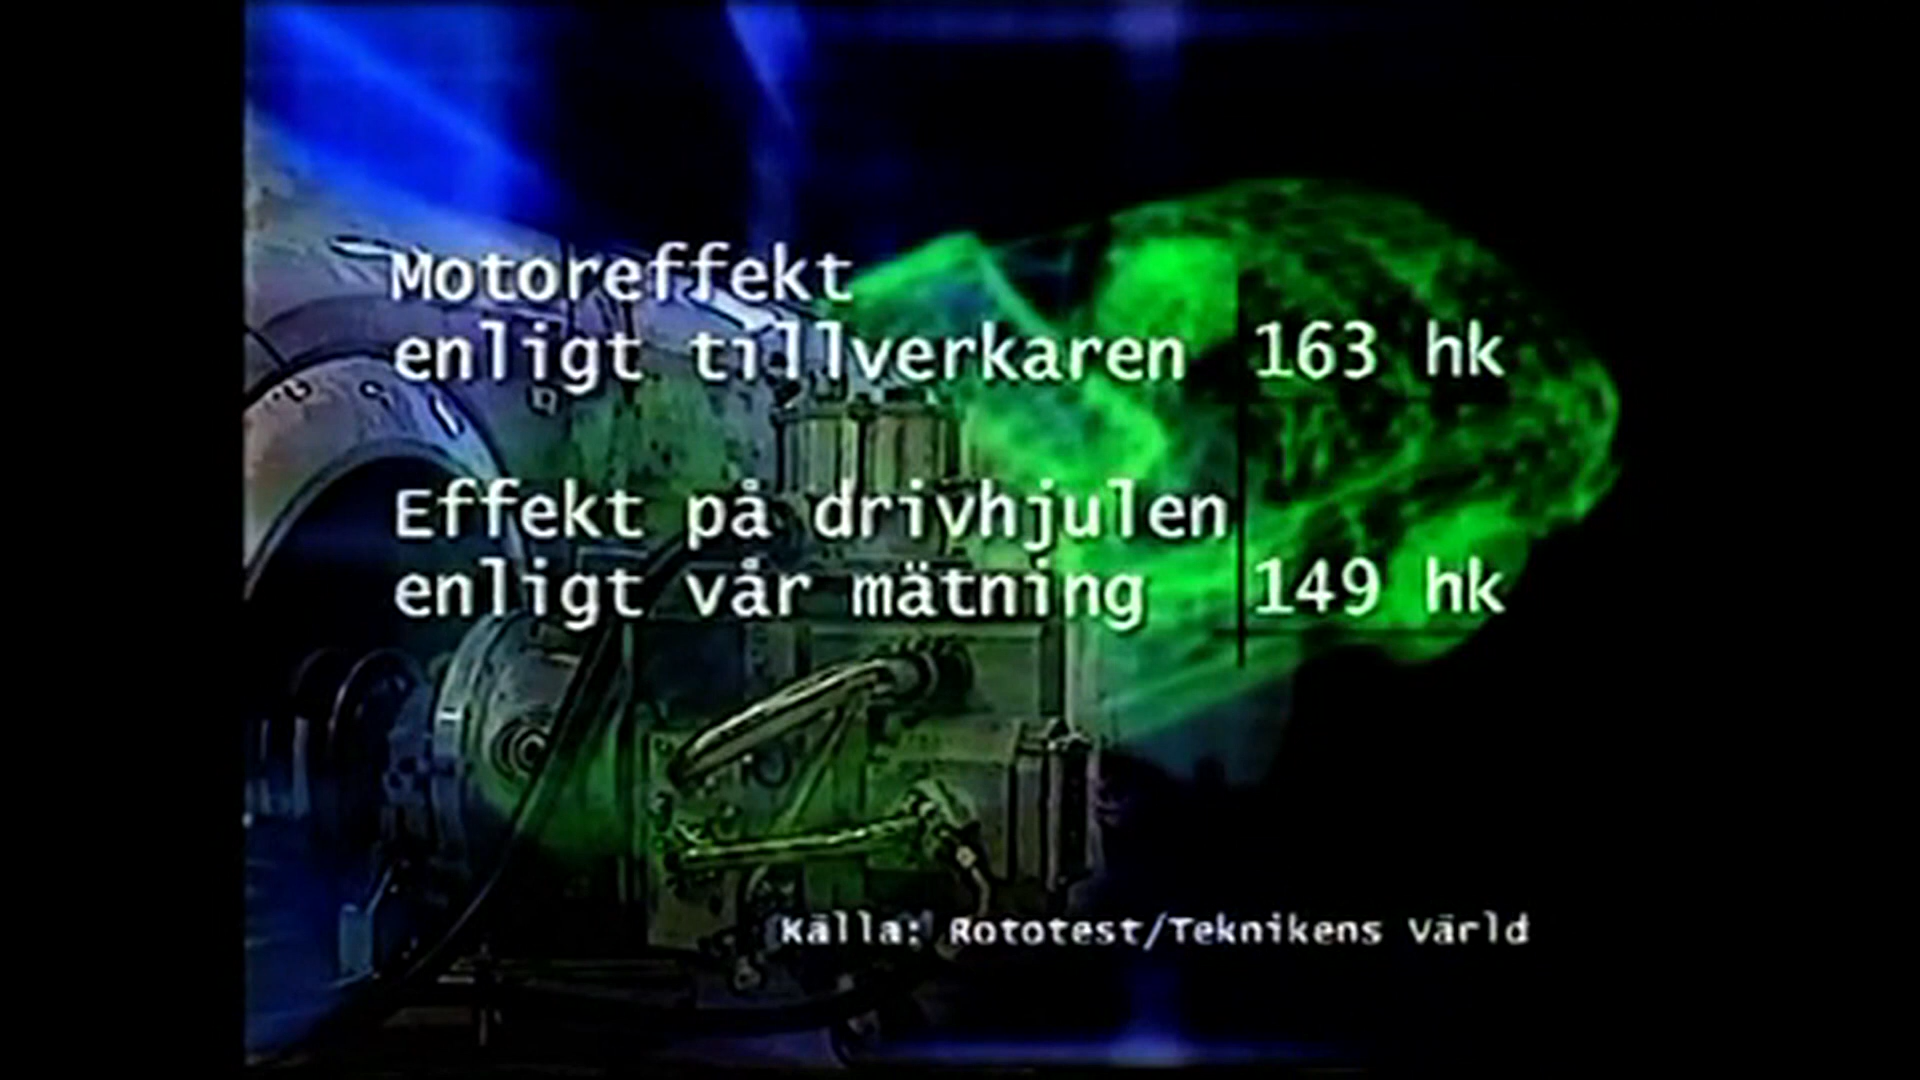 Motoreffekt
enligt tillverkaren 163 hk
Effekt på drivhjulen
enligt vår mätning 149 hk
Källa: Rototest/Teknikens Värld